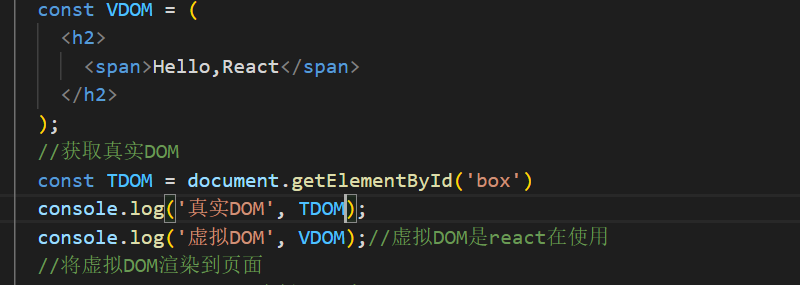 const VDOM = (
<h2>
<span>Hello,React</span>
</h2>
);
//获取真实DOM
const TDOM = document.getElementById('box')
console.log('真实DOM', TDOM);
console.log('虚拟DOM', VDOM);//虚拟DOM是react在使用
//将虚拟DOM渲染到页面